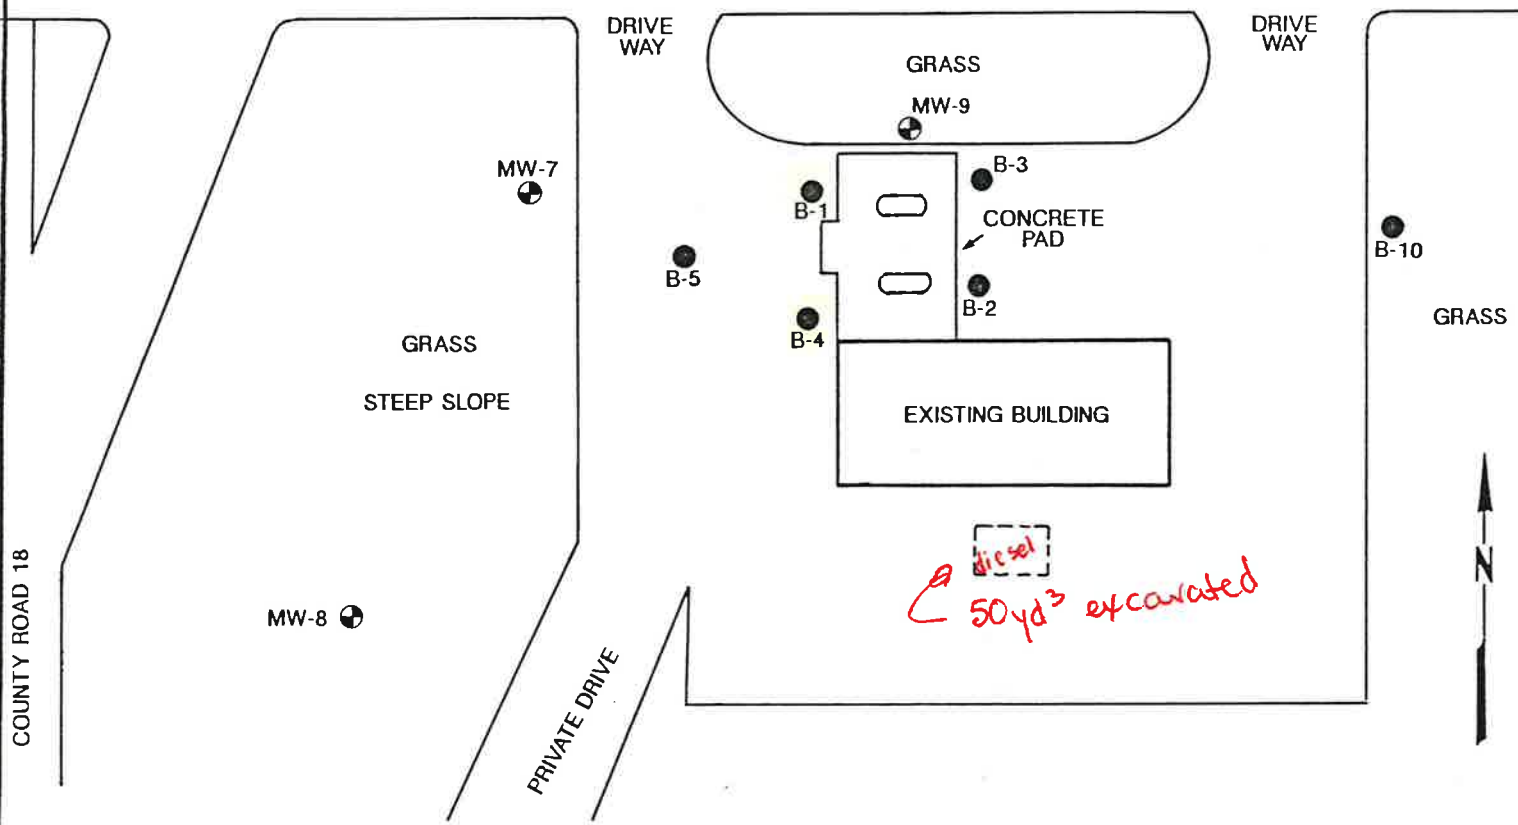 DRIVE
WAY
DRIVE
WAY
GRASS
MW-9
MW-7
B-3
B-1
CONCRETE
PAD
B-10
B-5
B-2
GRASS
B-4
GRASS
STEEP SLOPE
EXISTING BUILDING
diesel
50yd³ excavated
N
COUNTY ROAD 18
MW-8
PRIVATE DRIVE